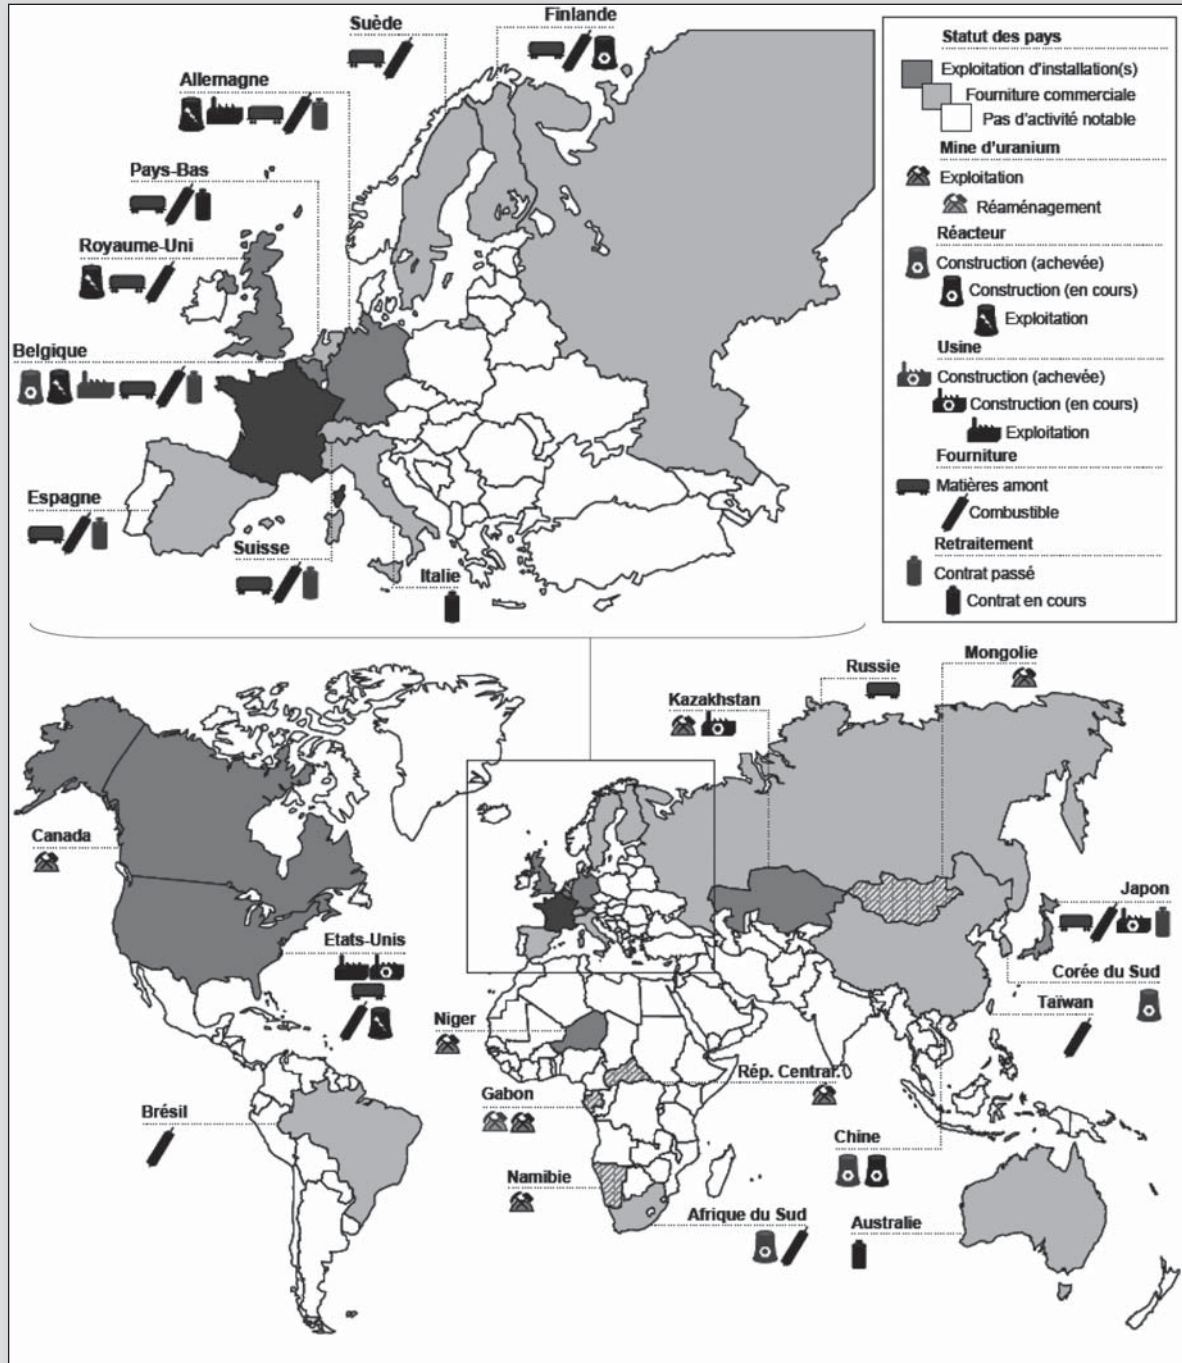 Suède
Finlande
Allemagne
Pays-Bas
Royaume-Uni
Belgique
Espagne
Suisse
Italie
Statut des pays
Exploitation d'installation(s)
Fourniture commerciale
Pas d'activité notable
Mine d'uranium
Exploitation
Réaménagement
Réacteur
Construction (achevée)
Construction (en cours)
Exploitation
Usine
Construction (achevée)
Construction (en cours)
Exploitation
Fourniture
Matières amont
Combustible
Retraitement
Contrat passé
Contrat en cours
Mongolie
Russie
Kazakhstan
Canada
Japon
Etats-Unis
Corée du Sud
Taïwan
Niger
Rép. Central.
Gabon
Brésil
Chine
Namibie
Afrique du Sud
Australie